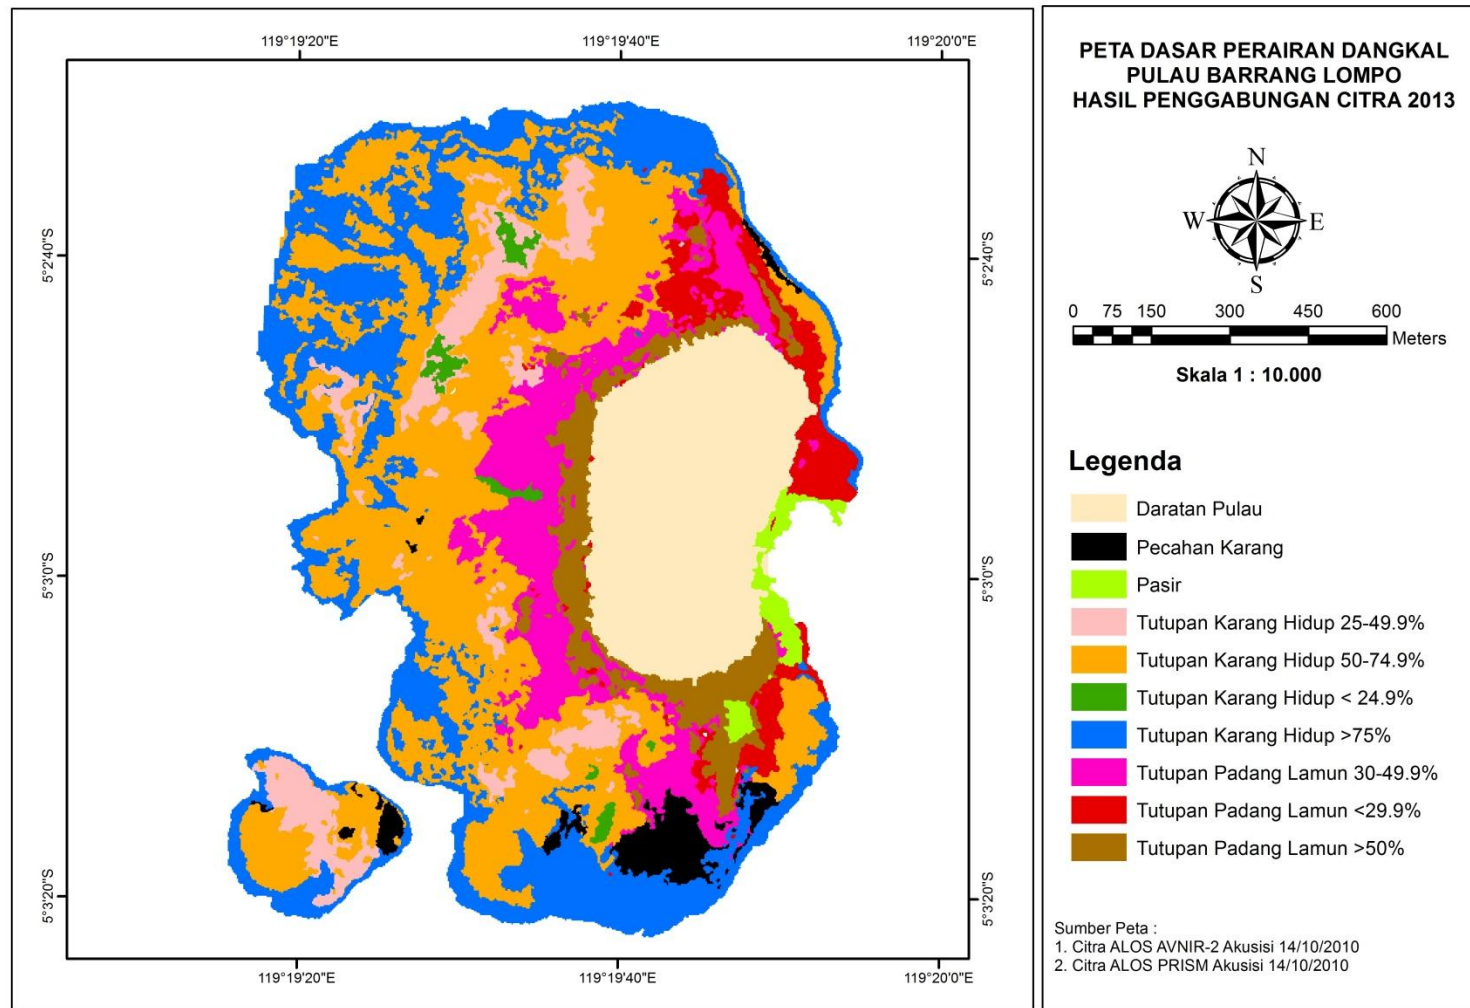 119°19'20"E
119°19'40"E
119°20'0"E
5°2'40"S
5°2'40"S
5°3'0"S
5°3'0"S
5°3'20"S
5°3'20"S
119°19'20"E
119°19'40"E
119°20'0"E
PETA DASAR PERAIRAN DANGKAL
PULAU BARRANG LOMPO
HASIL PENGGABUNGAN CITRA 2013
N
W
E
S
0 75 150 300 450 600
Meters
Skala 1 : 10.000
Legenda
Daratan Pulau
Pecahan Karang
Pasir
Tutupan Karang Hidup 25-49.9%
Tutupan Karang Hidup 50-74.9%
Tutupan Karang Hidup < 24.9%
Tutupan Karang Hidup >75%
Tutupan Padang Lamun 30-49.9%
Tutupan Padang Lamun <29.9%
Tutupan Padang Lamun >50%
Sumber Peta :
1. Citra ALOS AVNIR-2 Akusisi 14/10/2010
2. Citra ALOS PRISM Akusisi 14/10/2010